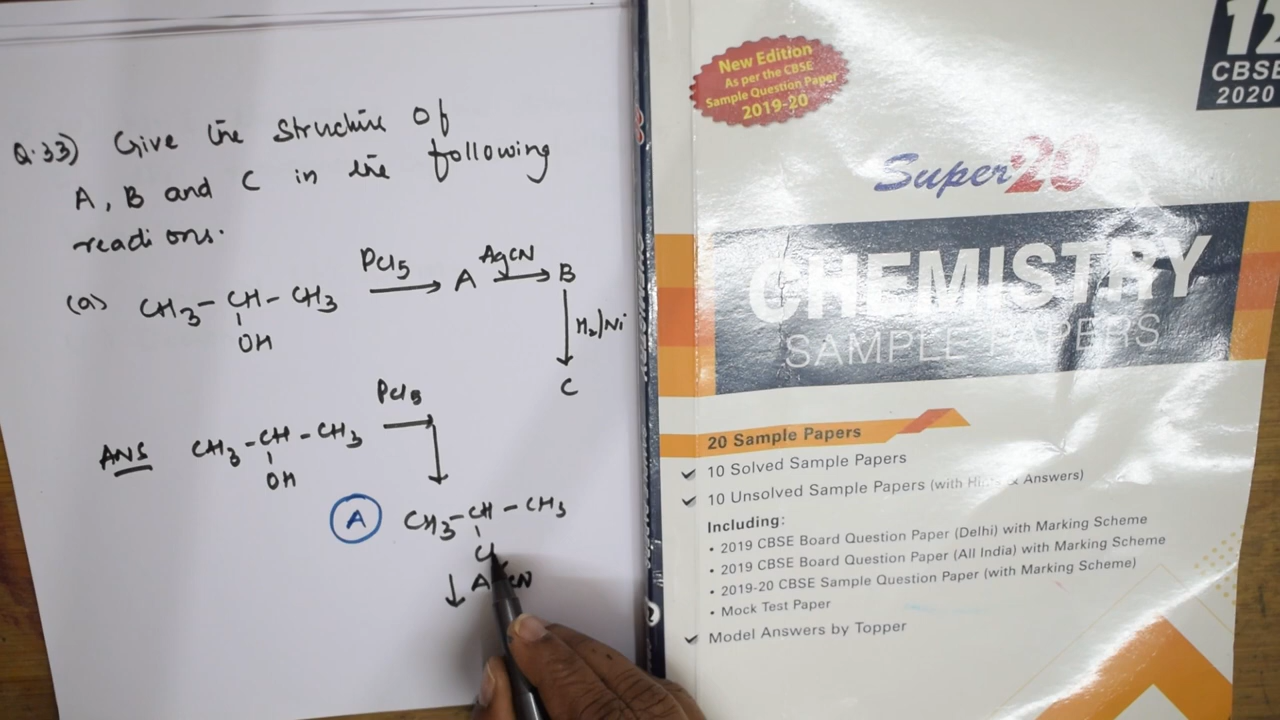 Q.33) Give the Structure Of
A, B and C in the following
reactions.
(a) CH3 - CH - CH3 PCl5 A AgCN B
OH
H2/Ni
C
ANS CH3 - CH - CH3 PCl5
OH
A CH3 - CH - CH3
New Edition
As per the CBSE
Sample Question Paper
2019-20
12
CBSE
2020
Super 20
CHEMISTRY
SAMPLE PAPERS
20 Sample Papers
10 Solved Sample Papers
10 Unsolved Sample Papers (with Hints & Answers)
Including:
• 2019 CBSE Board Question Paper (Delhi) with Marking Scheme
• 2019 CBSE Board Question Paper (All India) with Marking Scheme
• 2019-20 CBSE Sample Question Paper (with Marking Scheme)
• Mock Test Paper
Model Answers by Topper